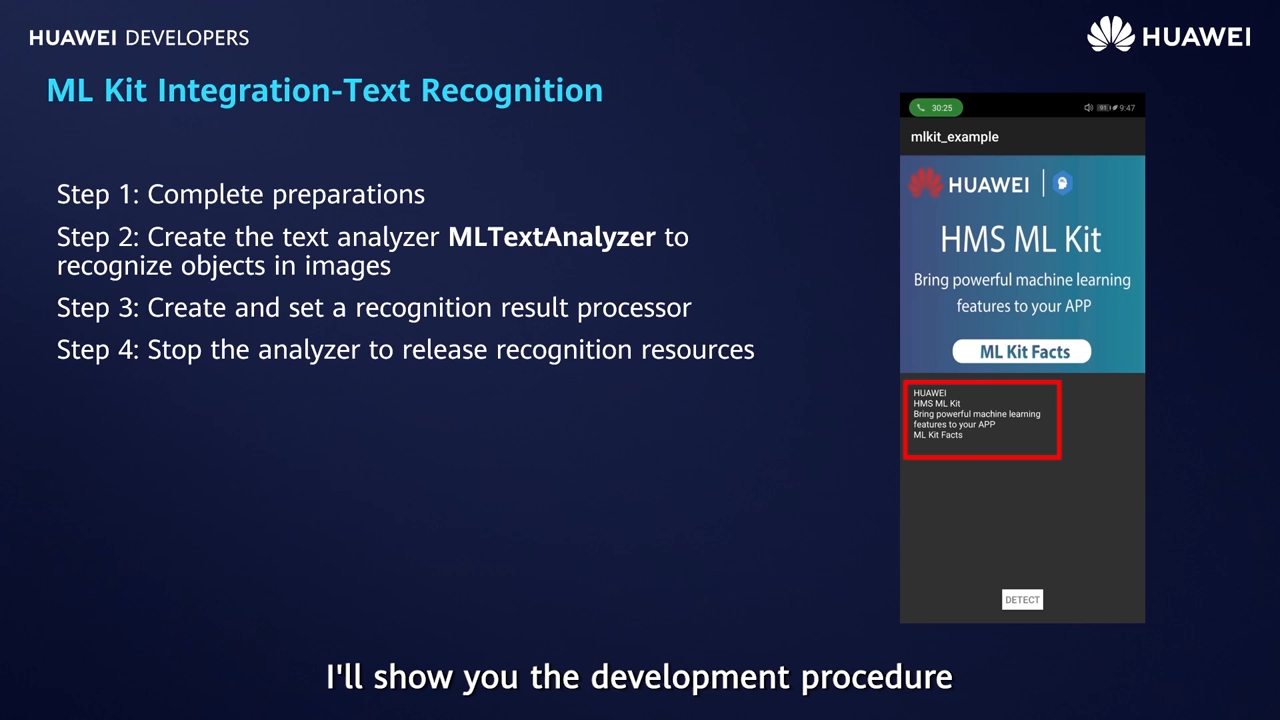 HUAWEI DEVELOPERS
HUAWEI
ML Kit Integration-Text Recognition
Step 1: Complete preparations
Step 2: Create the text analyzer MLTextAnalyzer to
recognize objects in images
Step 3: Create and set a recognition result processor
Step 4: Stop the analyzer to release recognition resources
30:25
91 9:47
mlkit_example
HUAWEI
HMS ML Kit
Bring powerful machine learning
features to your APP
ML Kit Facts
HUAWEI
HMS ML Kit
Bring powerful machine learning
features to your APP
ML Kit Facts
DETECT
I'll show you the development procedure